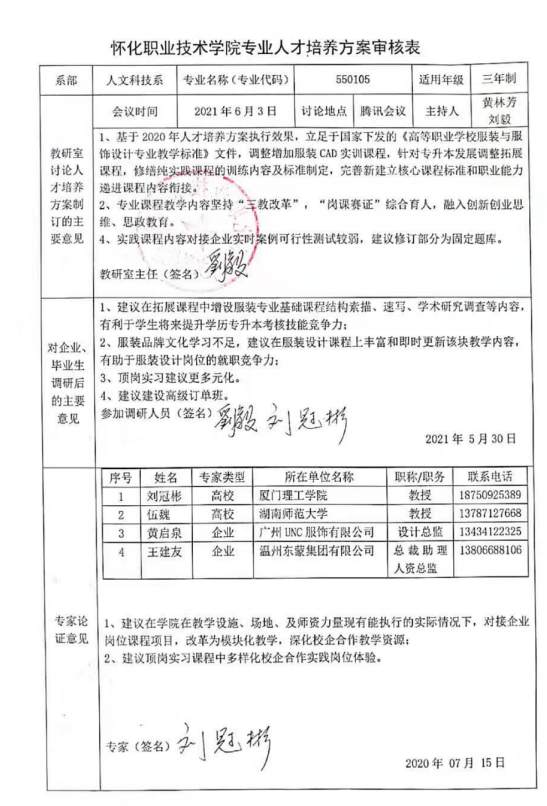 怀化职业技术学院专业人才培养方案审核表
系部 人文科技系 专业名称（专业代码） 550105 适用年级 三年制
教研室讨论人才培养方案制订的主要意见
会议时间 2021年6月3日 讨论地点 腾讯会议 主持人 黄林芳 刘毅
1、基于2020年人才培养方案执行效果，立足于国家下发的《高等职业学校服装与服
饰设计专业教学标准》文件，调整增加服装CAD实训课程，针对专升本发展调整拓展
课程，修缮纯实践课程的训练内容及标准制定，完善新建立核心课程标准和职业能力
递进课程内容衔接。
2、专业课程教学内容坚持“三教改革”，“岗课赛证”综合育人，融入创新创业思
维、思政教育。
4、实践课程内容对接企业实时案例可行性测试较弱，建议修订部分为固定题库。
教研室主任（签名）劉毅
对企业、毕业生调研后的主要意见
1、建议在拓展课程中增设服装专业基础课程结构素描、速写、学术研究调查等内容，
有利于学生将来提升学历专升本考核技能竞争力；
2、服装品牌文化学习不足，建议在服装设计课程上丰富和即时更新该块教学内容，
有助于服装设计岗位的就职竞争力；
3、顶岗实习建议更多元化。
4、建议建设高级订单班。
参加调研人员（签名）劉毅 刘冠彬
2021年5月30日
专家论证意见
序号 姓名 专家类型 所在单位名称 职称/职务 联系电话
1 刘冠彬 高校 厦门理工学院 教授 18750925389
2 伍魏 高校 湖南师范大学 教授 13787127668
3 黄启泉 企业 广州UNC服饰有限公司 设计总监 13434122325
4 王建友 企业 温州东蒙集团有限公司 总裁助理 13806688106
人资总监
1、建议在学院在教学设施、场地、及师资力量现有能执行的实际情况下，对接企业
岗位课程项目，改革为模块化教学，深化校企合作教学资源；
2、建议顶岗实习课程中多样化校企合作实践岗位体验。
专家（签名）刘冠彬
2020年07月15日